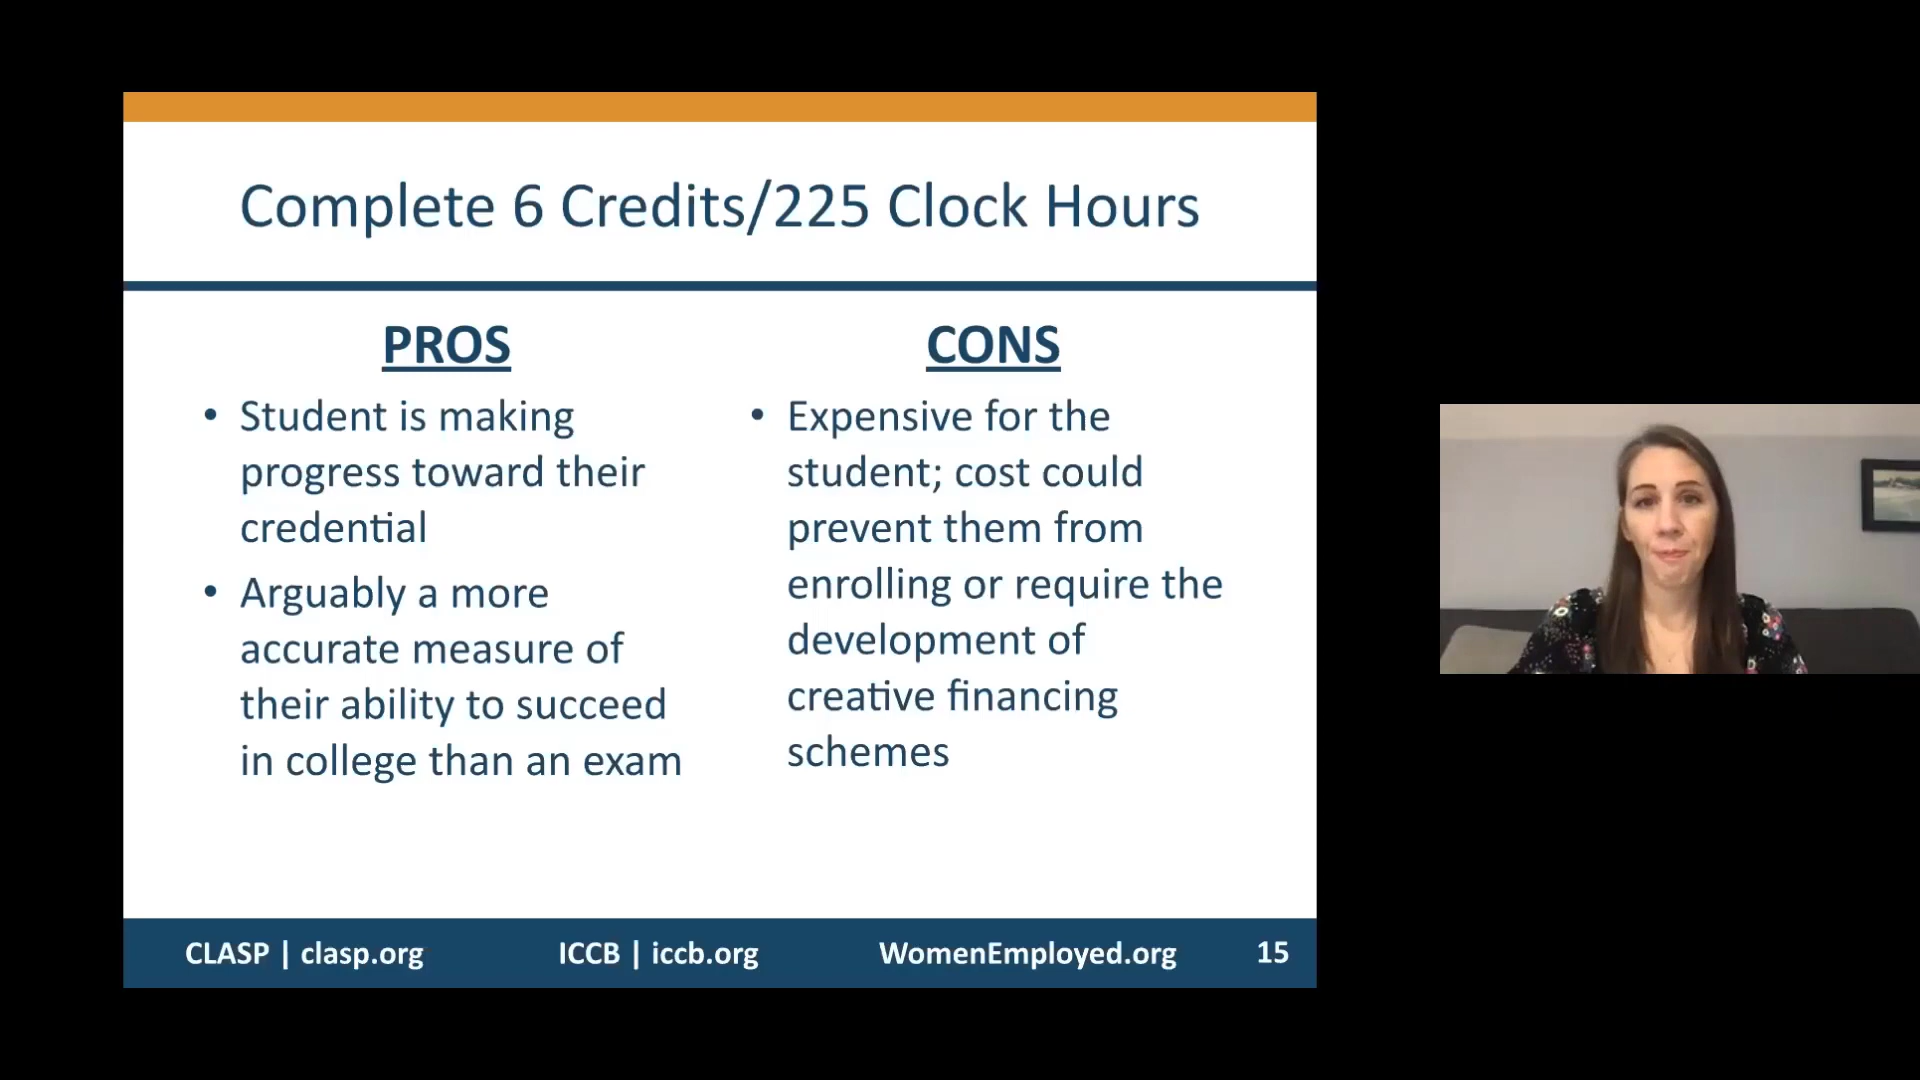 Complete 6 Credits/225 Clock Hours
PROS
• Student is making
progress toward their
credential
• Arguably a more
accurate measure of
their ability to succeed
in college than an exam
CONS
• Expensive for the
student; cost could
prevent them from
enrolling or require the
development of
creative financing
schemes
CLASP | clasp.org
ICCB | iccb.org
WomenEmployed.org
15